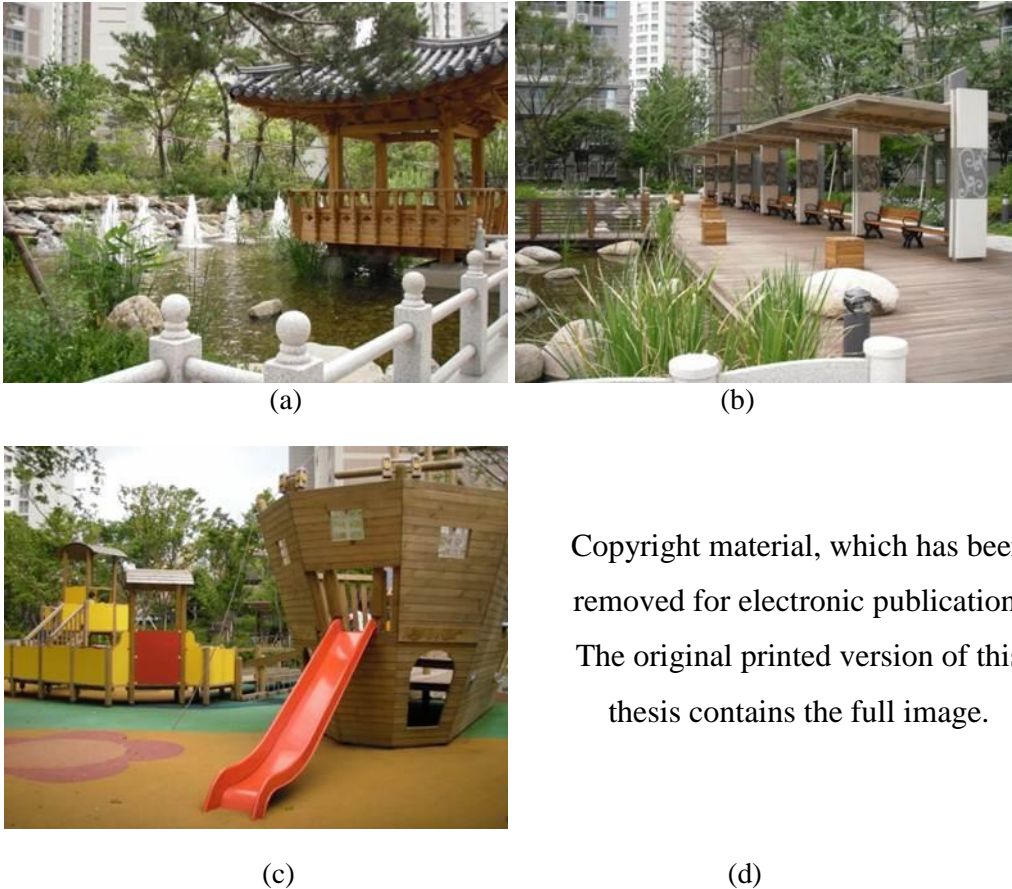 (a)
(b)
Copyright material, which has been
removed for electronic publication
The original printed version of this
thesis contains the full image.
(c)
(d)